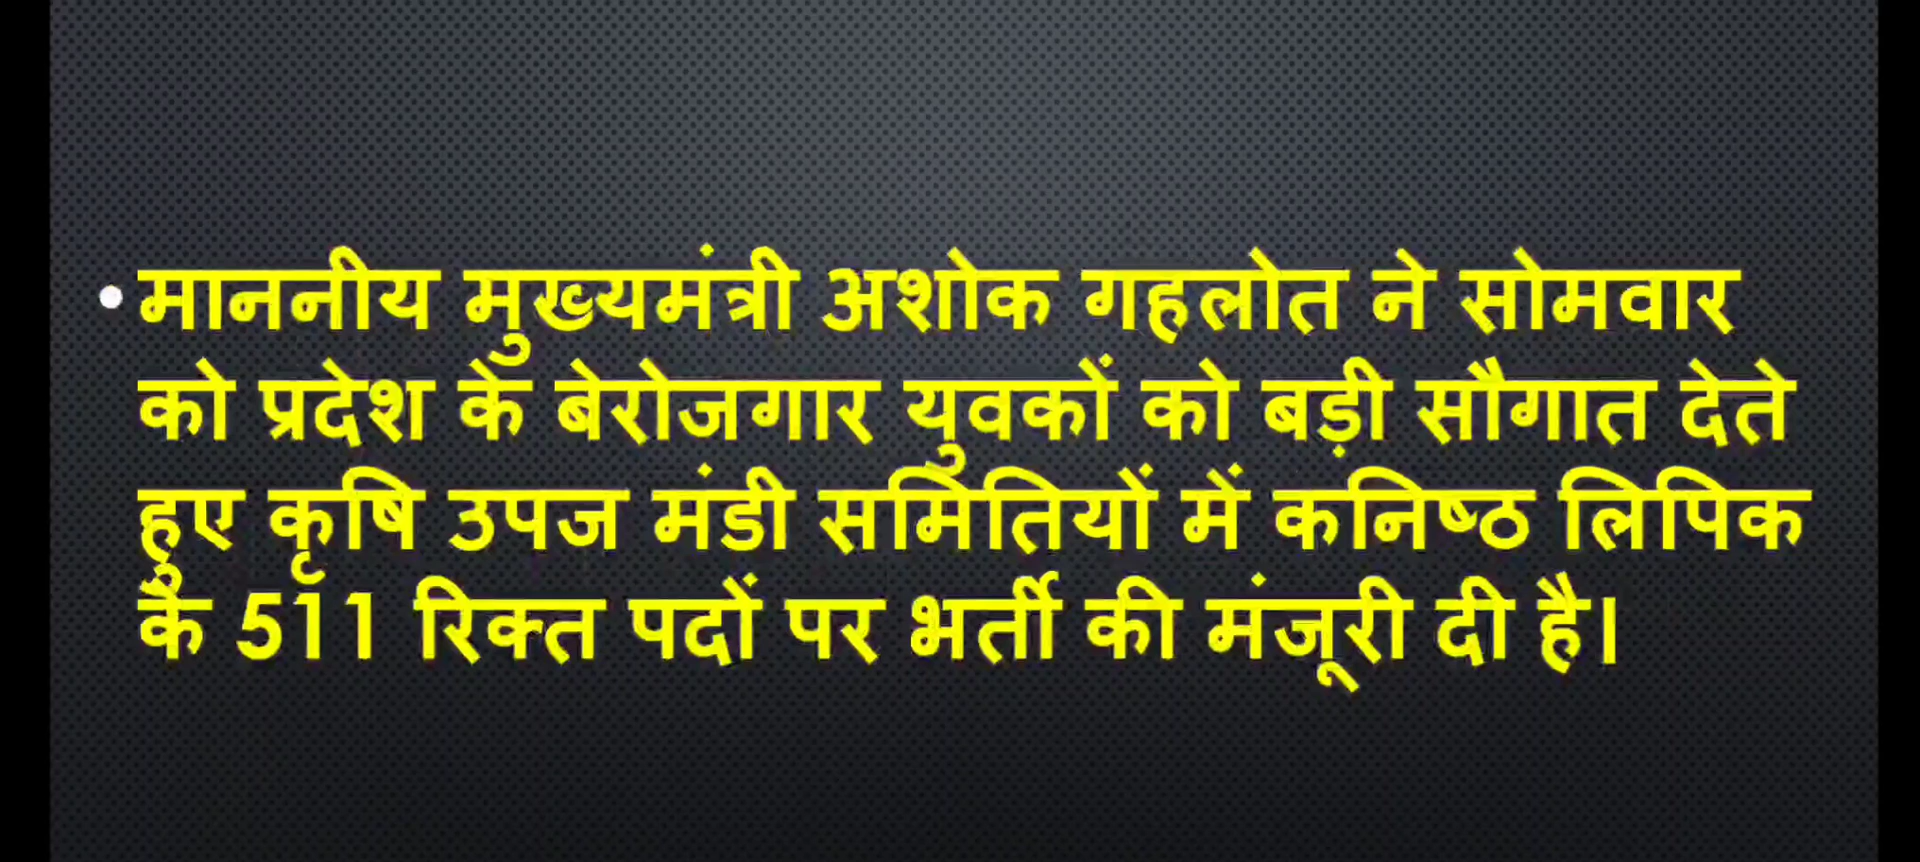 • माननीय मुख्यमंत्री अशोक गहलोत ने सोमवार
को प्रदेश के बेरोजगार युवकों को बड़ी सौगात देते
हुए कृषि उपज मंडी समितियों में कनिष्ठ लिपिक
के 511 रिक्त पदों पर भर्ती की मंजूरी दी है।